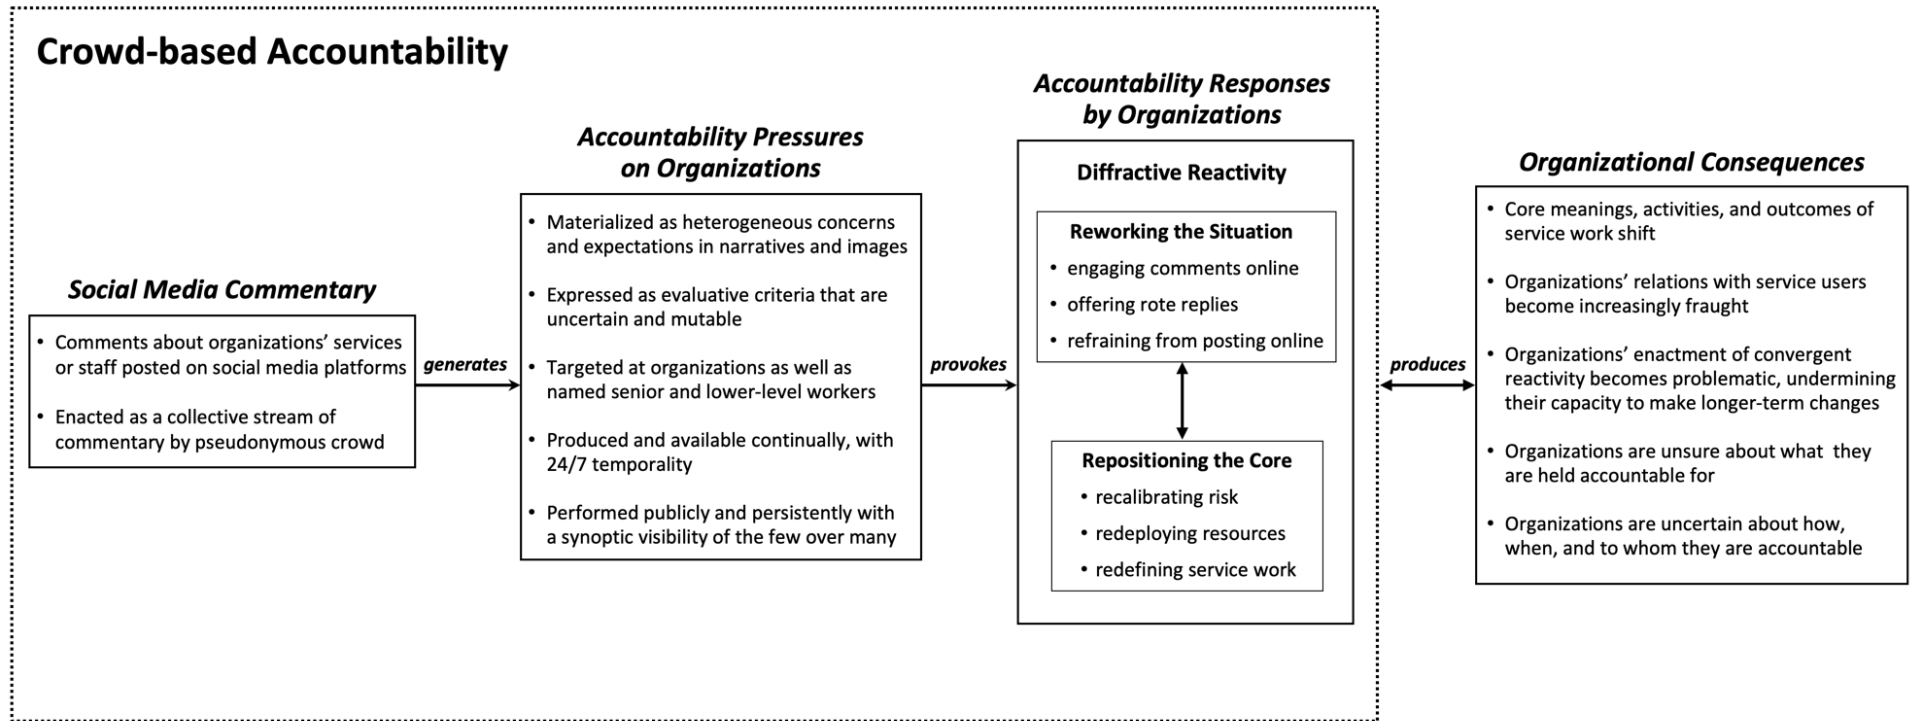 Crowd-based Accountability
Social Media Commentary
• Comments about organizations’ services
or staff posted on social media platforms
• Enacted as a collective stream of
commentary by pseudonymous crowd
generates
Accountability Pressures
on Organizations
• Materialized as heterogeneous concerns
and expectations in narratives and images
• Expressed as evaluative criteria that are
uncertain and mutable
• Targeted at organizations as well as
named senior and lower-level workers
• Produced and available continually, with
24/7 temporality
• Performed publicly and persistently with
a synoptic visibility of the few over many
provokes
Accountability Responses
by Organizations
Diffractive Reactivity
Reworking the Situation
• engaging comments online
• offering rote replies
• refraining from posting online
Repositioning the Core
• recalibrating risk
• redeploying resources
• redefining service work
produces
Organizational Consequences
• Core meanings, activities, and outcomes of
service work shift
• Organizations’ relations with service users
become increasingly fraught
• Organizations’ enactment of convergent
reactivity becomes problematic, undermining
their capacity to make longer-term changes
• Organizations are unsure about what they
are held accountable for
• Organizations are uncertain about how,
when, and to whom they are accountable